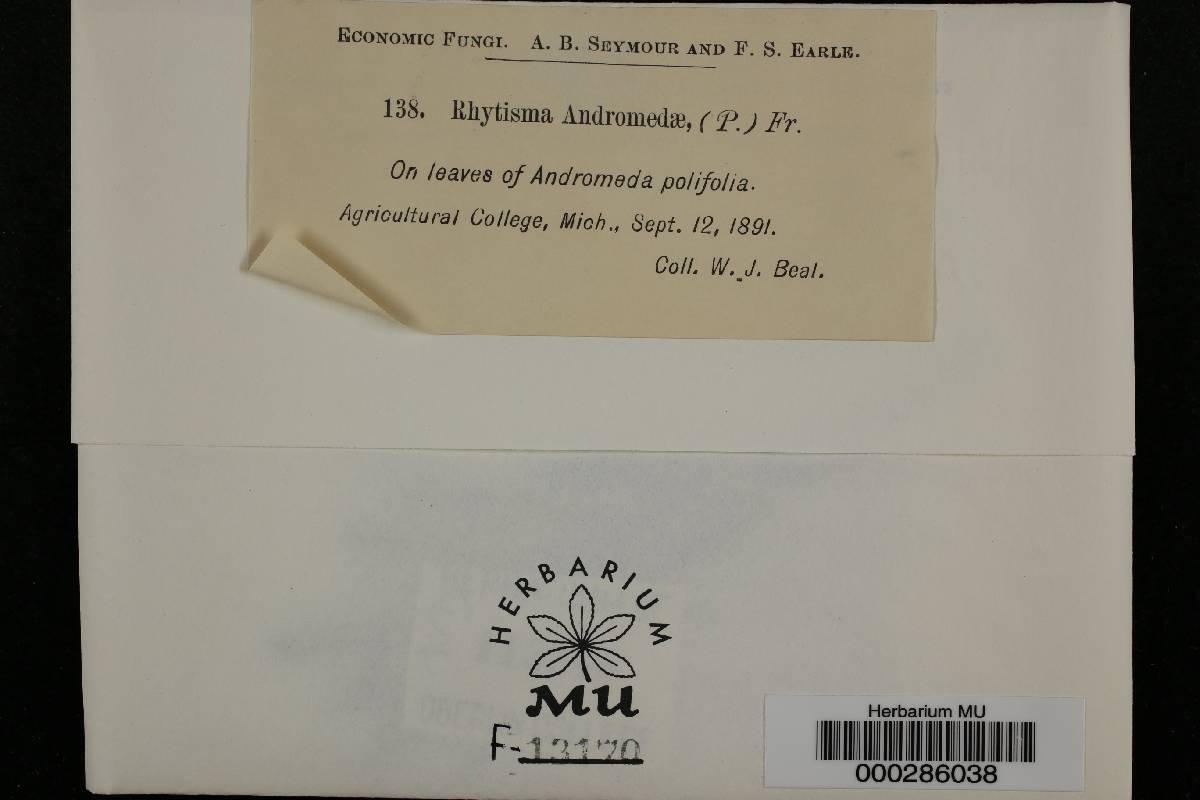 Economic Fungi. A. B. Seymour and F. S. Earle.
138. Rhytisma Andromedæ, (P.) Fr.
On leaves of Andromeda polifolia.
Agricultural College, Mich., Sept. 12, 1891.
Coll. W. J. Beal.
HERBARIUM
MU
F-13170
Herbarium MU
000286038